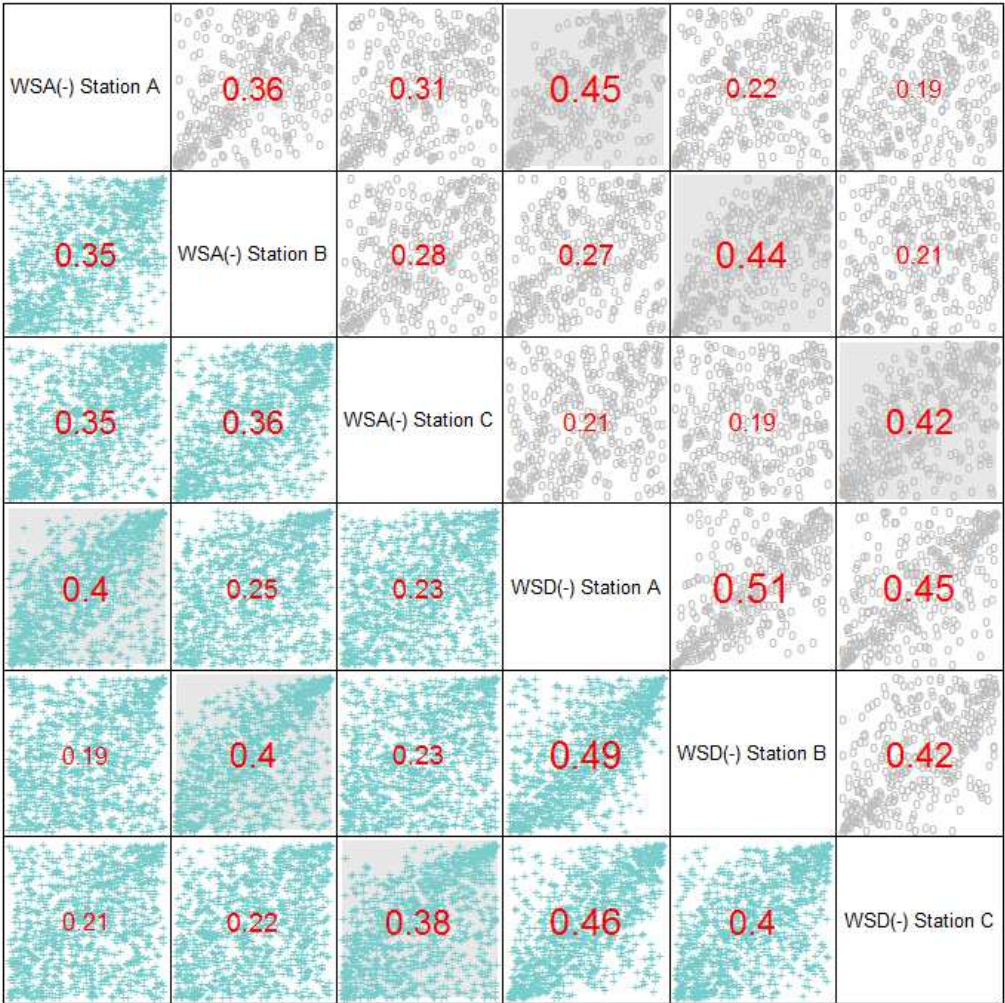 WSA(-) Station A 0.36 0.31 0.45 0.22 0.19
0.35 WSA(-) Station B 0.28 0.27 0.44 0.21
0.35 0.36 WSA(-) Station C 0.21 0.19 0.42
0.4 0.25 0.23 WSD(-) Station A 0.51 0.45
0.19 0.4 0.23 0.49 WSD(-) Station B 0.42
0.21 0.22 0.38 0.46 0.4 WSD(-) Station C